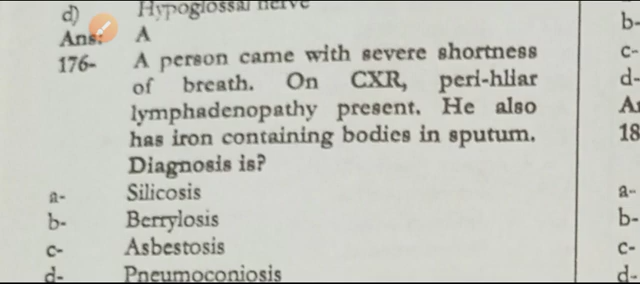 d) Hypoglossal nerve
Ans: A
176- A person came with severe shortness
of breath. On CXR, peri-hliar
lymphadenopathy present. He also
has iron containing bodies in sputum.
Diagnosis is?
a- Silicosis
b- Berrylosis
c- Asbestosis
d- Pneumoconiosis
b-
c-
d-
18
a-
b-
c-
d-